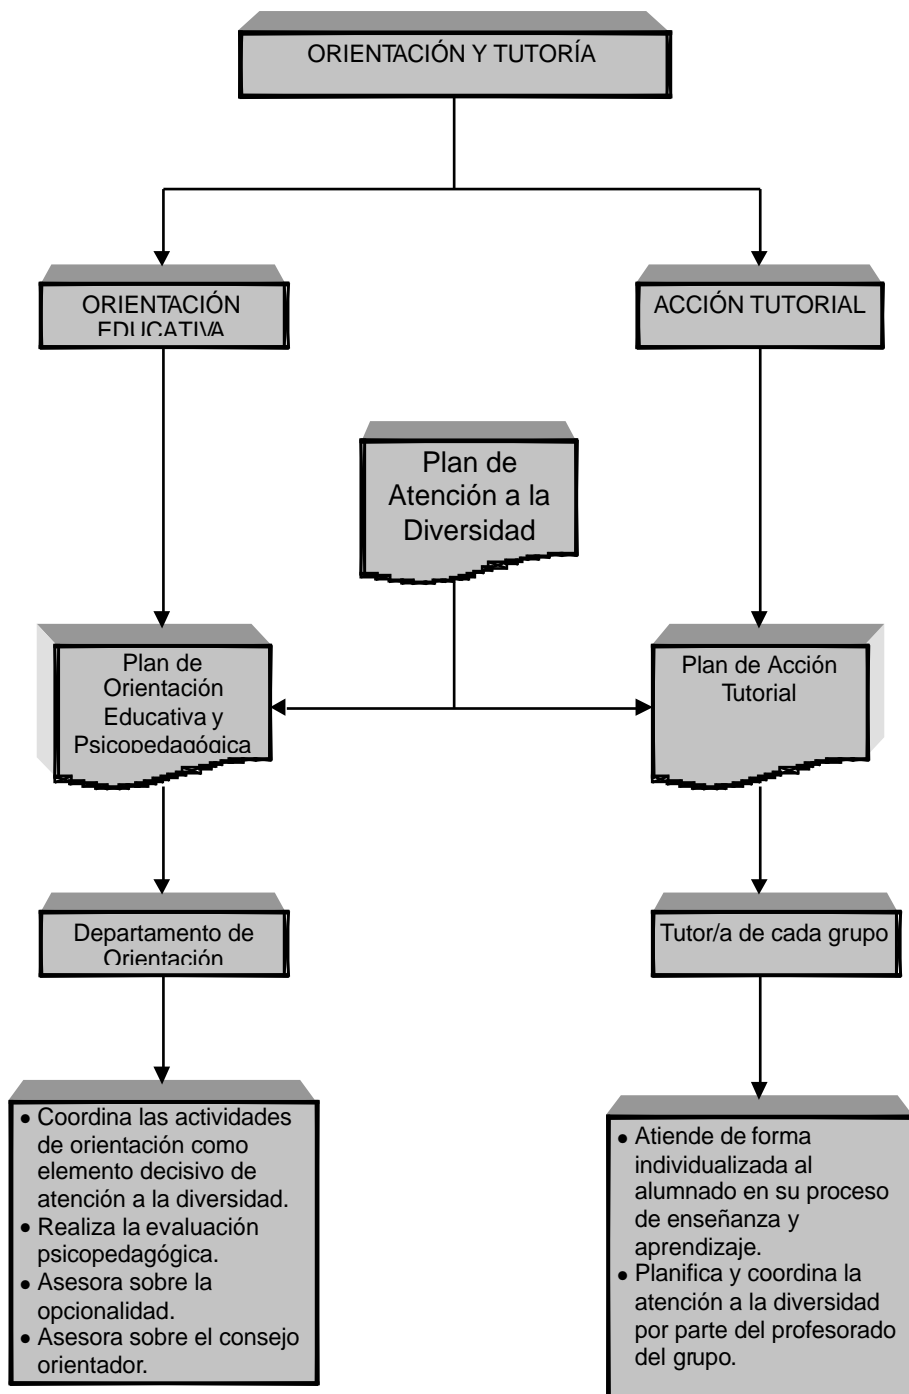 ORIENTACIÓN Y TUTORÍA
ORIENTACIÓN
EDUCATIVA
ACCIÓN TUTORIAL
Plan de
Atención a la
Diversidad
Plan de
Orientación
Educativa y
Psicopedagógica
Plan de Acción
Tutorial
Departamento de
Orientación
Tutor/a de cada grupo
• Coordina las actividades
de orientación como
elemento decisivo de
atención a la diversidad.
• Realiza la evaluación
psicopedagógica.
• Asesora sobre la
opcionalidad.
• Asesora sobre el consejo
orientador.
• Atiende de forma
individualizada al
alumnado en su proceso
de enseñanza y
aprendizaje.
• Planifica y coordina la
atención a la diversidad
por parte del profesorado
del grupo.